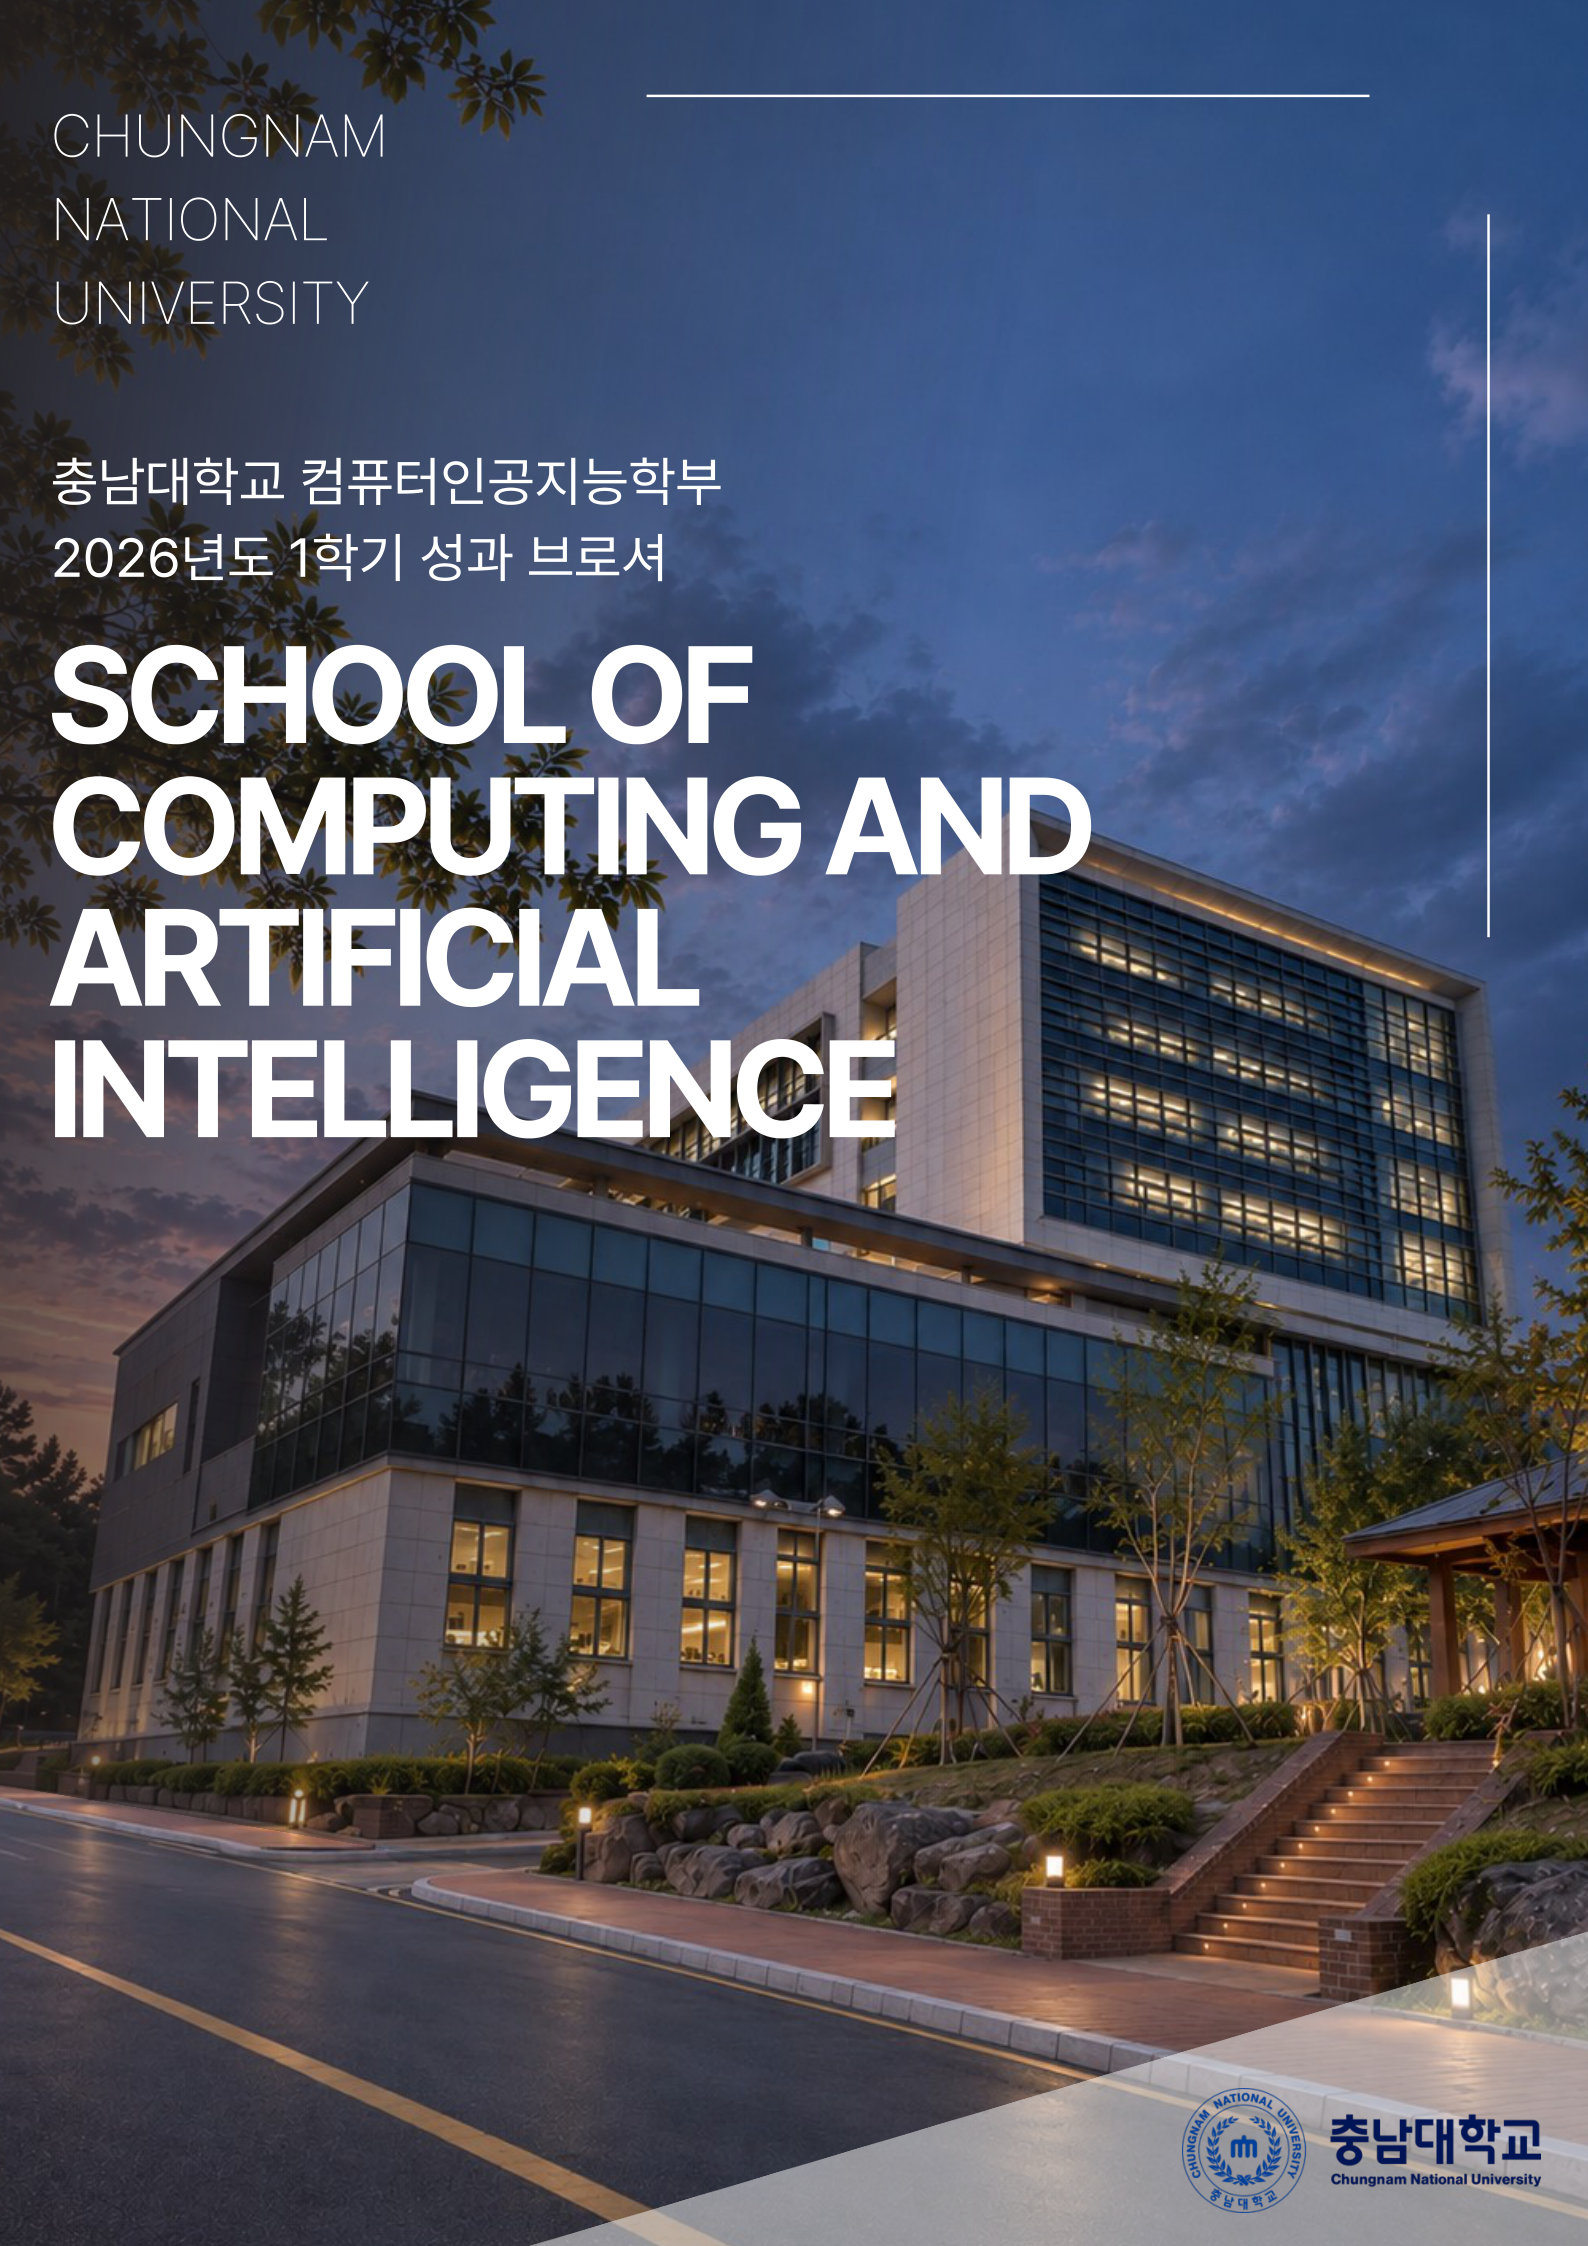 CHUNGNAM
NATIONAL
UNIVERSITY
충남대학교 컴퓨터인공지능학부
2026년도 1학기 성과 브로셔
SCHOOL OF
COMPUTING AND
ARTIFICIAL
INTELLIGENCE
CHUNGNAM NATIONAL UNIVERSITY
충남대학교
충남대학교
Chungnam National University